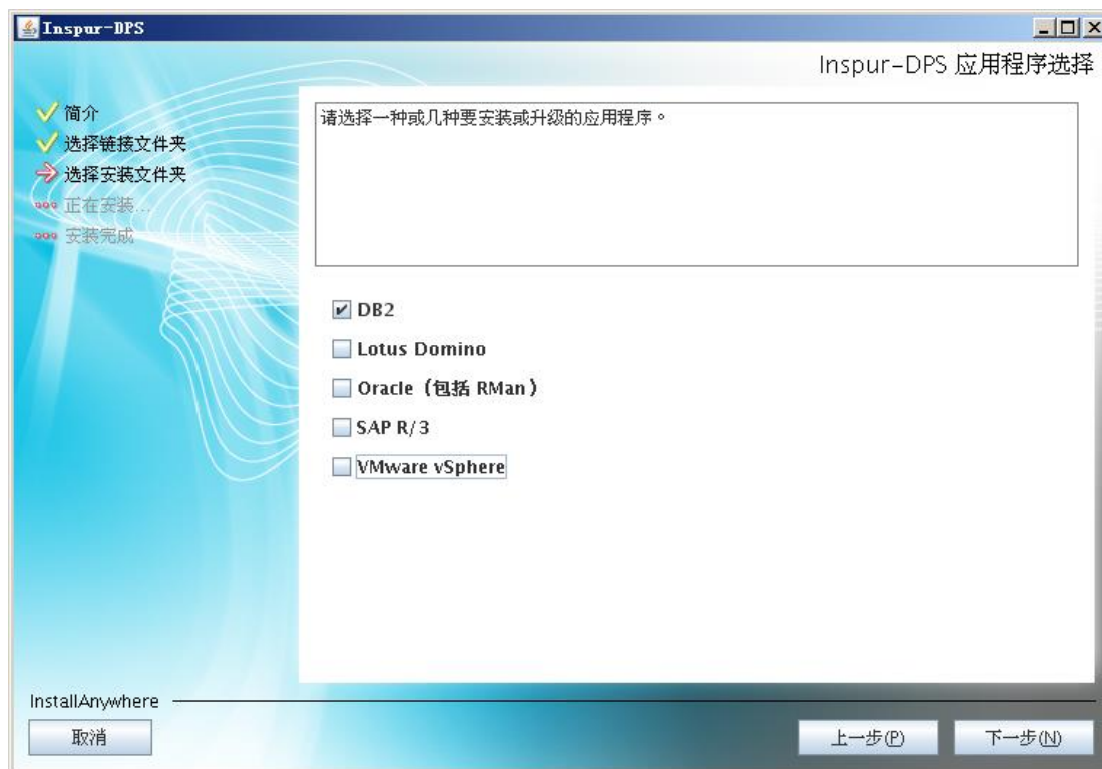 Inspur-DPS
Inspur-DPS 应用程序选择
简介
选择链接文件夹
选择安装文件夹
正在安装...
安装完成
请选择一种或几种要安装或升级的应用程序。
DB2
Lotus Domino
Oracle（包括 RMan）
SAP R/3
VMware vSphere
InstallAnywhere
取消
上一步(P)
下一步(N)